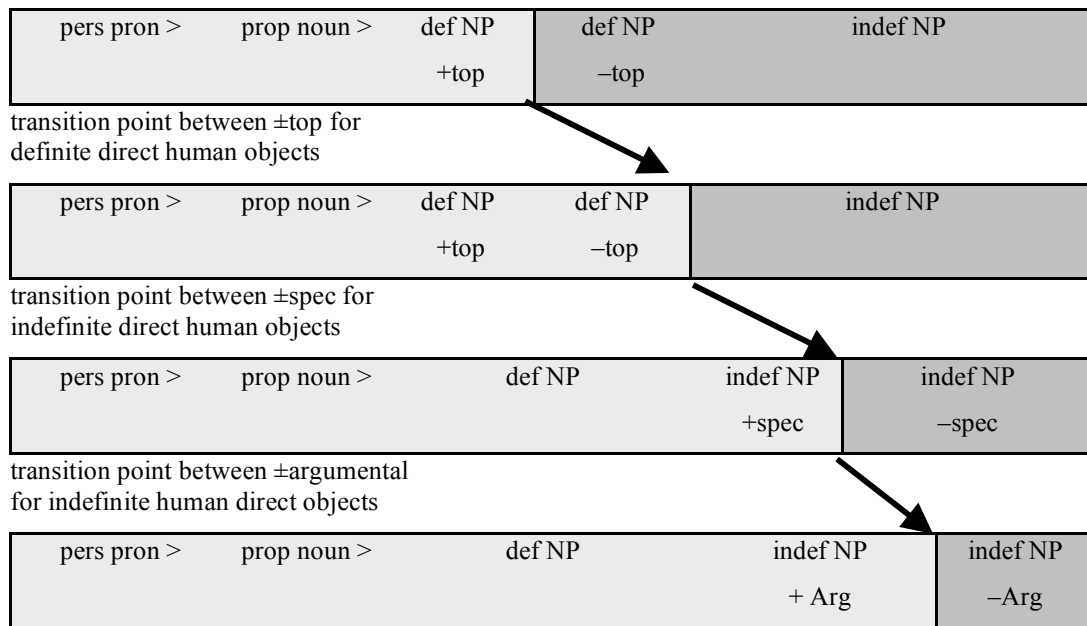 pers pron > prop noun > def NP def NP indef NP
+top –top
transition point between ±top for
definite direct human objects
pers pron > prop noun > def NP def NP indef NP
+top –top
transition point between ±spec for
indefinite direct human objects
pers pron > prop noun > def NP indef NP indef NP
+spec –spec
transition point between ±argumental
for indefinite human direct objects
pers pron > prop noun > def NP indef NP indef NP
+ Arg –Arg